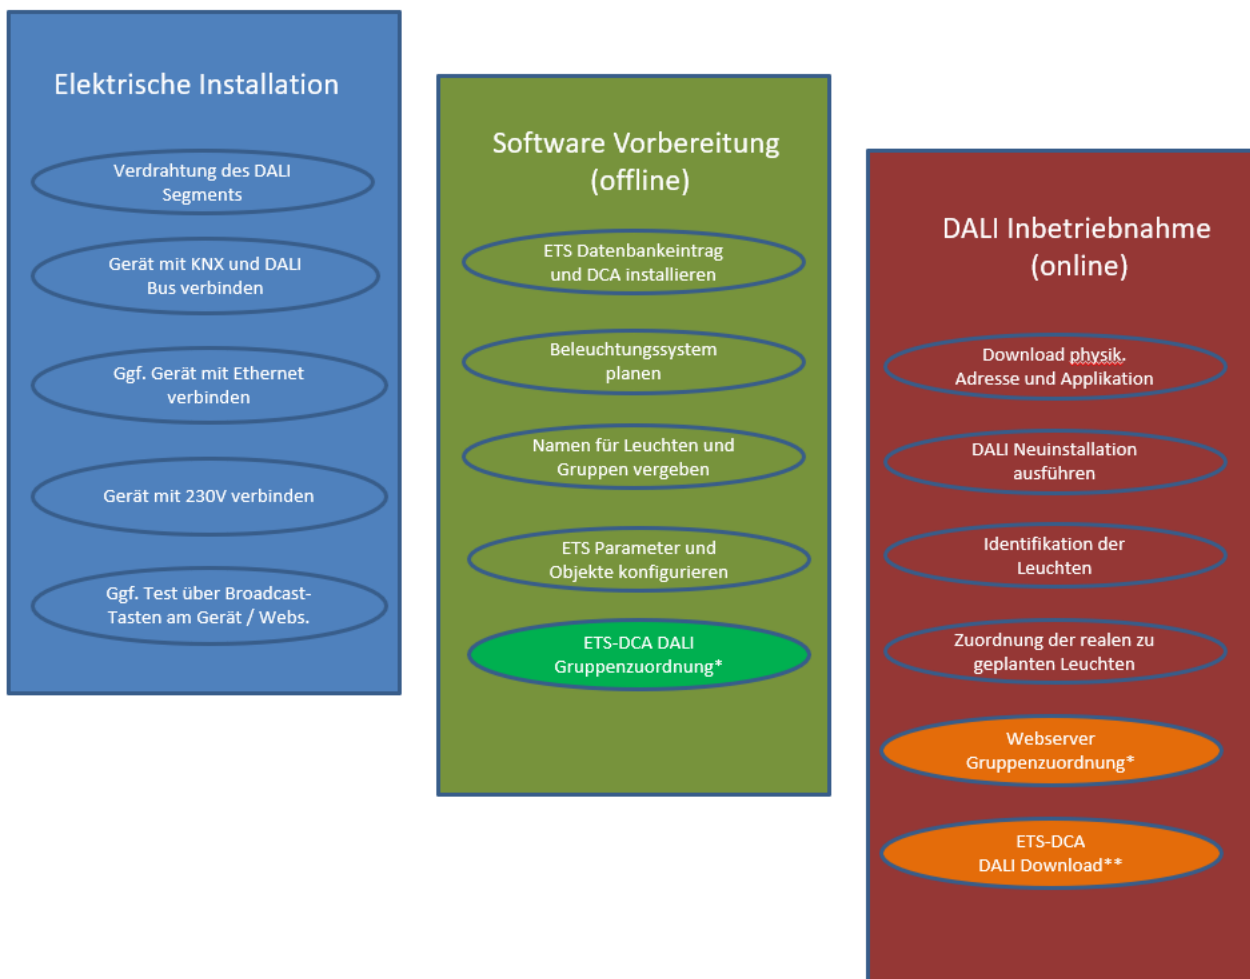 Elektrische Installation
Verdrahtung des DALI
Segments
Gerät mit KNX und DALI
Bus verbinden
Ggf. Gerät mit Ethernet
verbinden
Gerät mit 230V verbinden
Ggf. Test über Broadcast-
Tasten am Gerät / Webs.
Software Vorbereitung
(offline)
ETS Datenbankeintrag
und DCA installieren
Beleuchtungssystem
planen
Namen für Leuchten und
Gruppen vergeben
ETS Parameter und
Objekte konfigurieren
ETS-DCA DALI
Gruppenzuordnung*
DALI Inbetriebnahme
(online)
Download physik.
Adresse und Applikation
DALI Neuinstallation
ausführen
Identifikation der
Leuchten
Zuordnung der realen zu
geplanten Leuchten
Webserver
Gruppenzuordnung*
ETS-DCA
DALI Download**